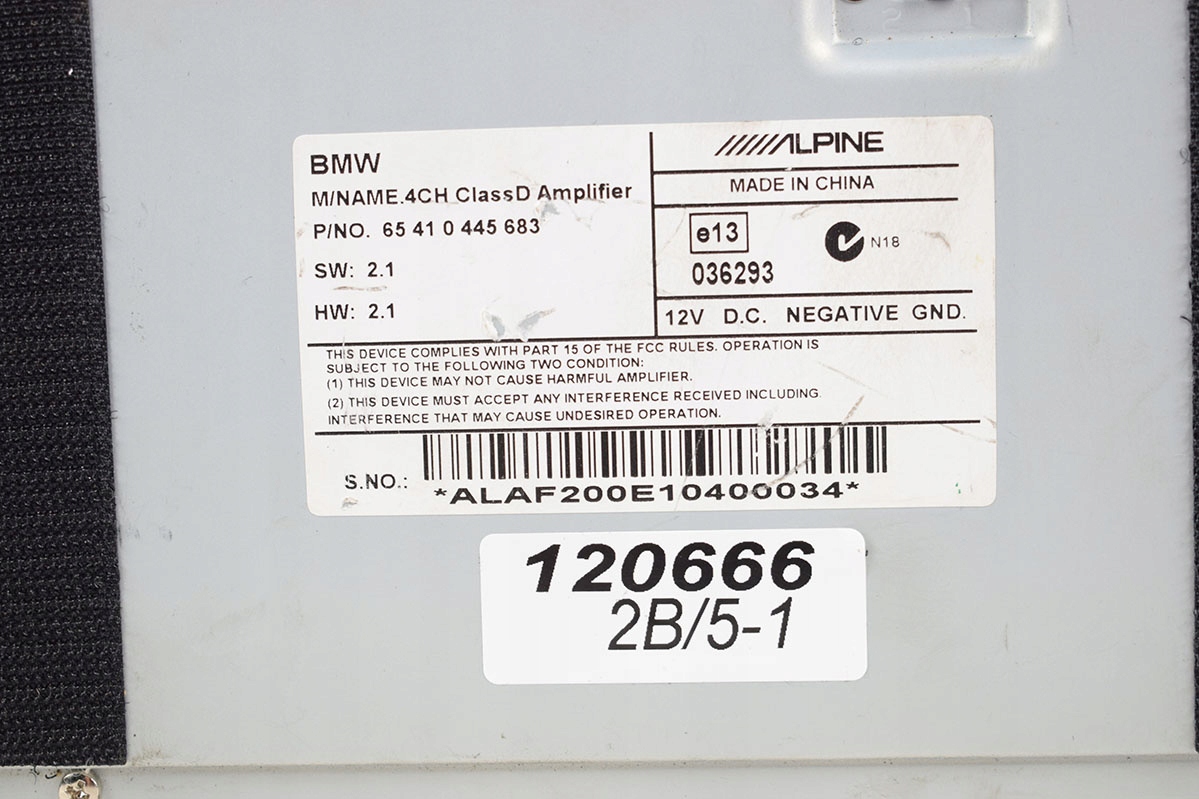 BMW
M/NAME.4CH ClassD Amplifier
P/NO. 65 41 0 445 683
SW: 2.1
HW: 2.1
ALPINE
MADE IN CHINA
e13
N18
036293
12V D.C. NEGATIVE GND.
THIS DEVICE COMPLIES WITH PART 15 OF THE FCC RULES. OPERATION IS
SUBJECT TO THE FOLLOWING TWO CONDITION:
(1) THIS DEVICE MAY NOT CAUSE HARMFUL AMPLIFIER.
(2) THIS DEVICE MUST ACCEPT ANY INTERFERENCE RECEIVED INCLUDING
INTERFERENCE THAT MAY CAUSE UNDESIRED OPERATION.
S.NO.:
*ALAF200E10400034*
120666
2B/5-1